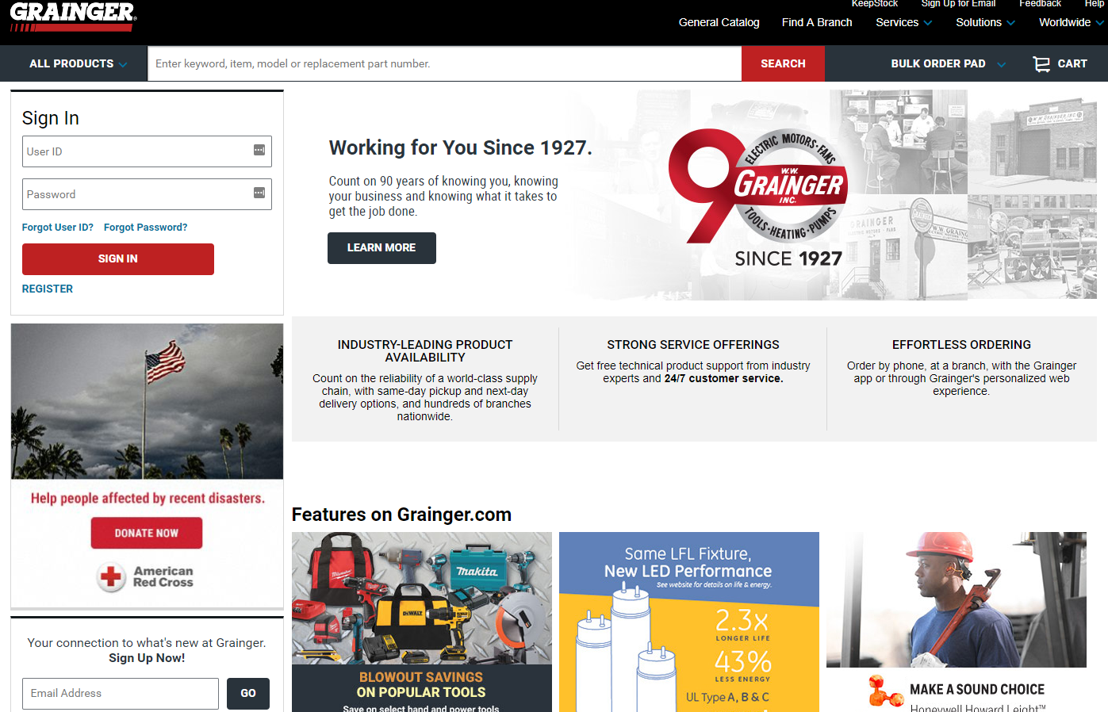 GRAINGER
KeepStock Sign Up for Email Feedback Help
General Catalog Find A Branch Services Solutions Worldwide
ALL PRODUCTS Enter keyword, item, model or replacement part number. SEARCH BULK ORDER PAD CART
Sign In
User ID
Password
Forgot User ID? Forgot Password?
SIGN IN
REGISTER
Working for You Since 1927.
Count on 90 years of knowing you, knowing
your business and knowing what it takes to
get the job done.
LEARN MORE
90
ELECTRIC MOTORS·FANS
W.W.
GRAINGER
INC.
TOOLS·HEATING·PUMPS
SINCE 1927
GRAINGER
INDUSTRY-LEADING PRODUCT
AVAILABILITY
Count on the reliability of a world-class supply
chain, with same-day pickup and next-day
delivery options, and hundreds of branches
nationwide.
STRONG SERVICE OFFERINGS
Get free technical product support from industry
experts and 24/7 customer service.
EFFORTLESS ORDERING
Order by phone, at a branch, with the Grainger
app or through Grainger's personalized web
experience.
Help people affected by recent disasters.
DONATE NOW
American
Red Cross
Your connection to what's new at Grainger.
Sign Up Now!
Email Address GO
Features on Grainger.com
Milwaukee
makita
DEWALT
BLOWOUT SAVINGS
ON POPULAR TOOLS
Save on select hand and power tools
Same LFL Fixture,
New LED Performance
See website for details on life & energy.
2.3x
LONGER LIFE
43%
LESS ENERGY
UL Type A, B & C
MAKE A SOUND CHOICE
Honeywell Howard Leight™